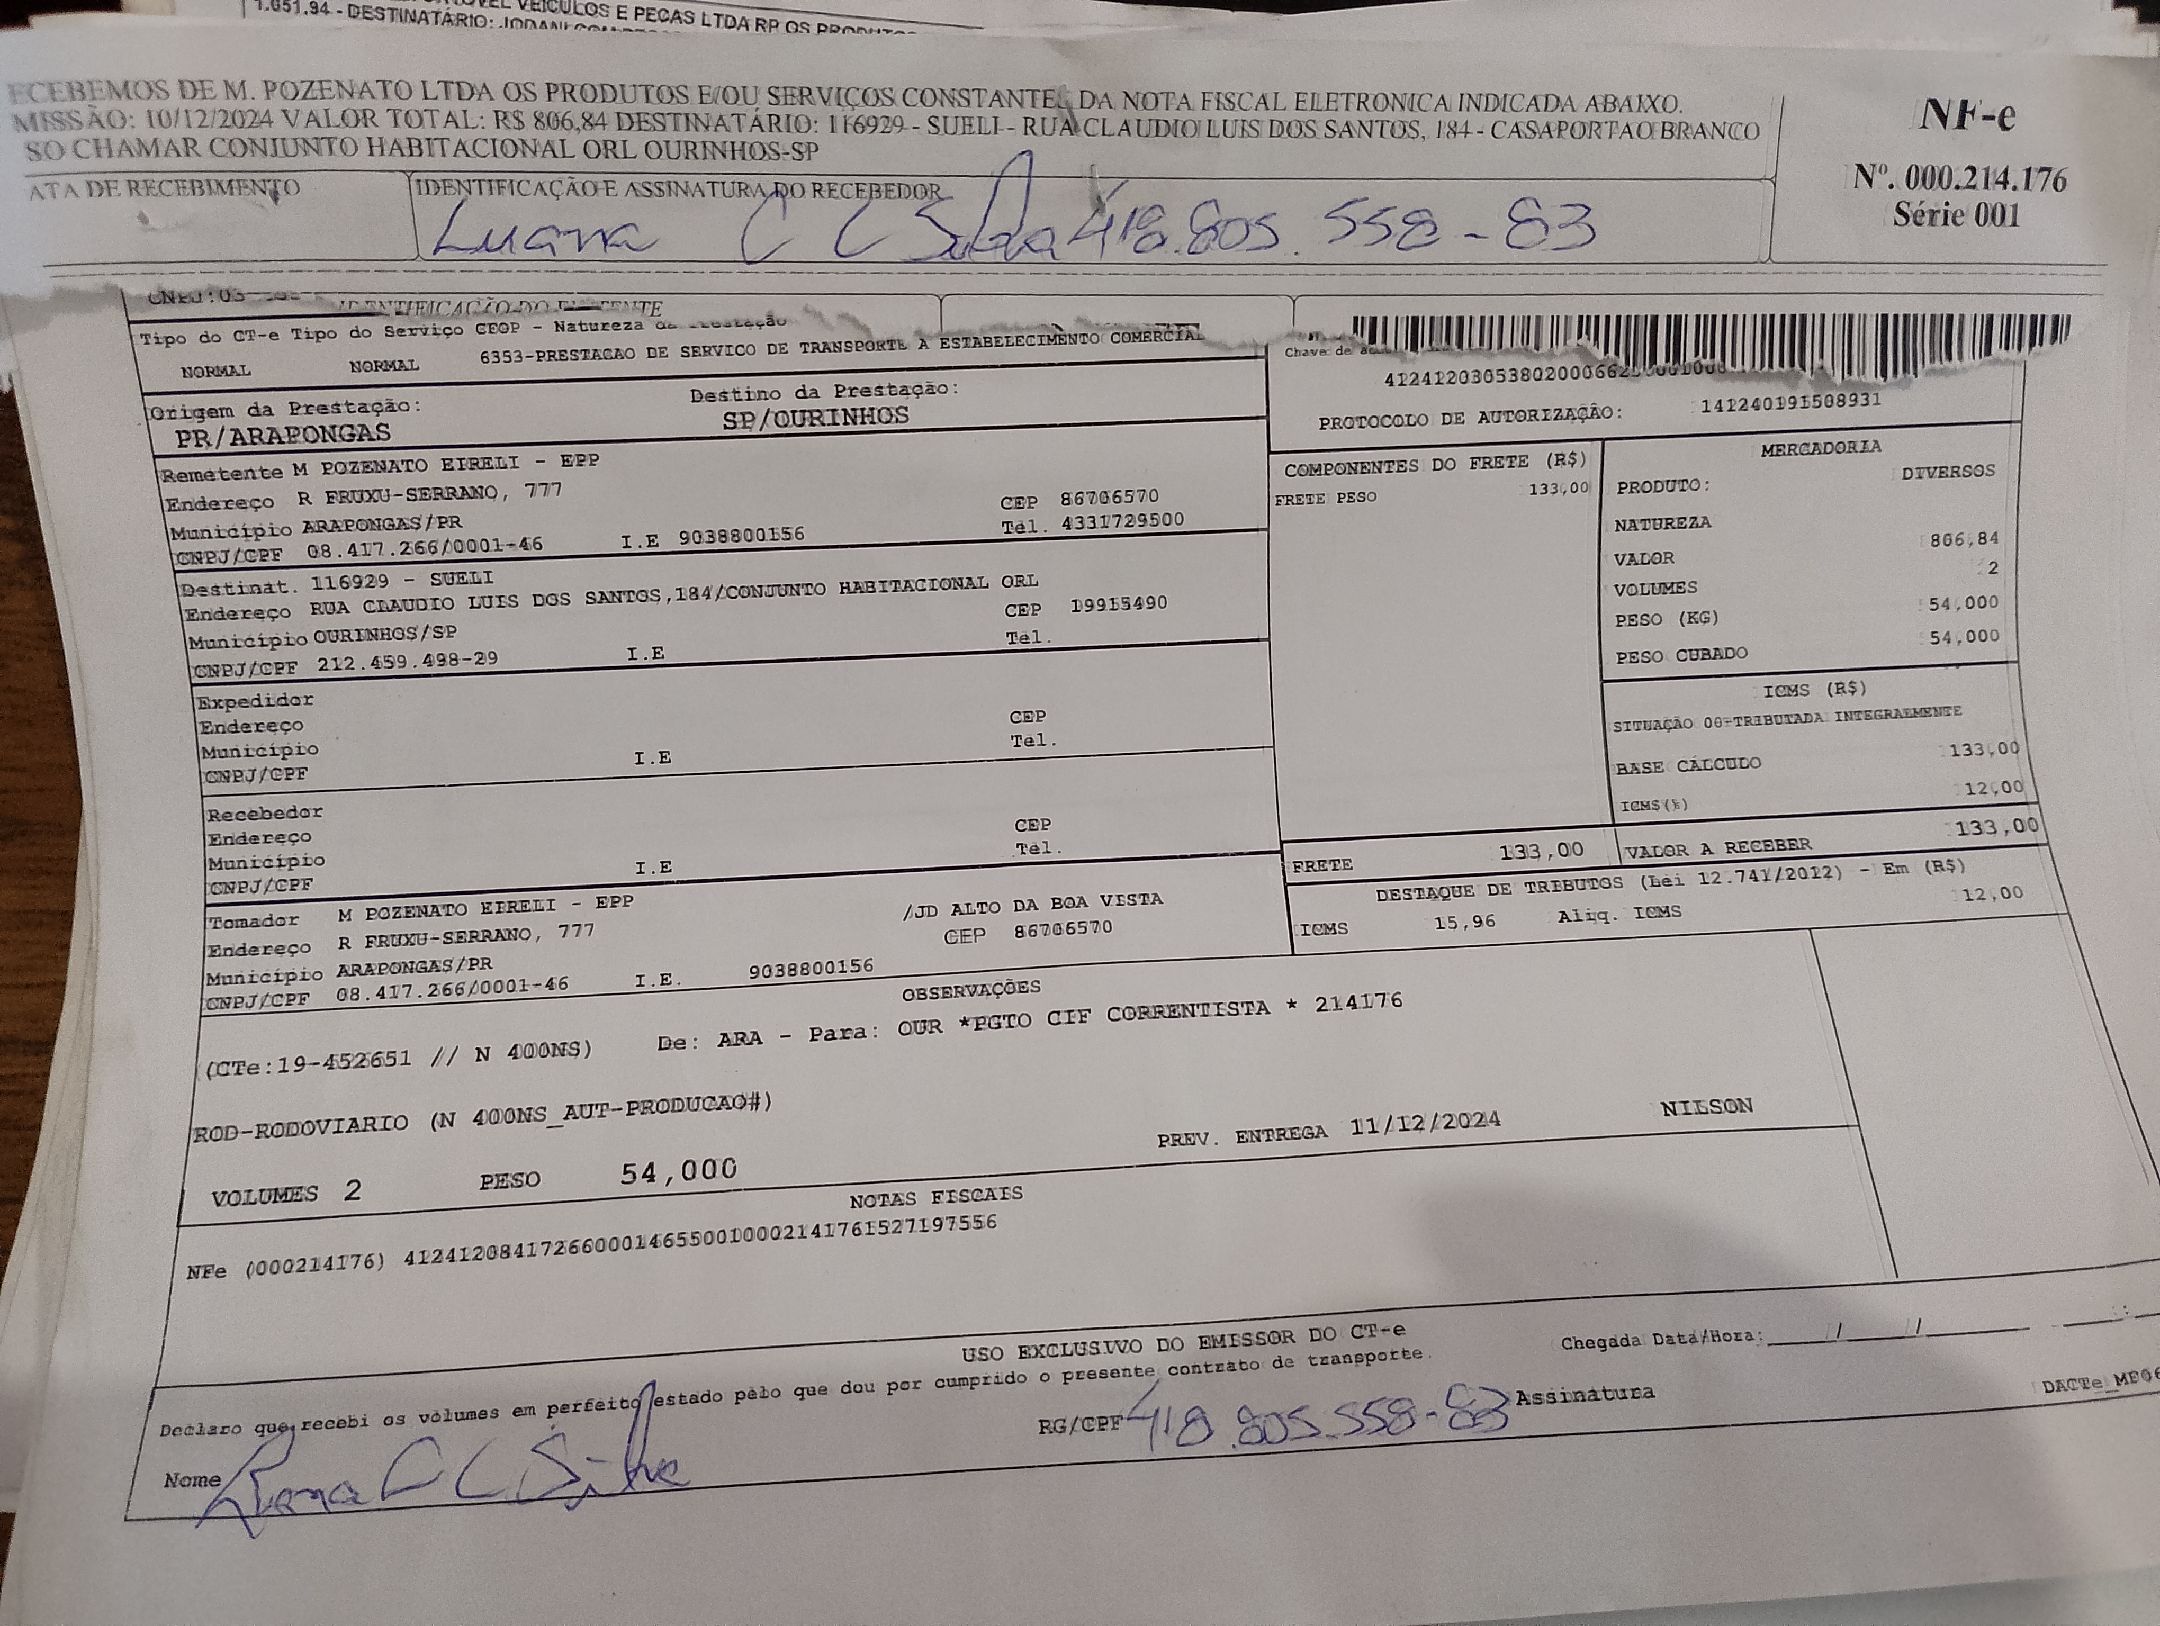 VEICULOS E PECAS LTDA RP OS
1.651.94 - DESTINATÁRIO:
ECEBEMOS DE M. POZENATO LTDA OS PRODUTOS E/OU SERVIÇOS CONSTANTE DA NOTA FISCAL ELETRONICA INDICADA ABAIXO.
MISSÃO: 10/12/2024 VALOR TOTAL: R$ 806,84 DESTINATÁRIO: 116929 - SUELI - RUA CLAUDIO LUIS DOS SANTOS, 184 - CASAPORTAO BRANCO
SO CHAMAR CONJUNTO HABITACIONAL ORL OURINHOS-SP
NF-e
Nº. 000.214.176
Série 001
ATA DE RECEBIMENTO
IDENTIFICAÇÃO E ASSINATURA DO RECEBEDOR
Luana C C Silva 418.805.558-83
CNPJ:03
Tipo do CT-e Tipo do Serviço CFOP - Natureza da Prestação
NORMAL NORMAL 6353-PRESTACAO DE SERVICO DE TRANSPORTE A ESTABELECIMENTO COMERCIAL
Chave de
PROTOCOLO DE AUTORIZAÇÃO: 141240191508931
Origem da Prestação: Destino da Prestação:
PR/ARAPONGAS SP/OURINHOS
Remetente M POZENATO EIRELI - EPP
Endereço R FRUXU-SERRANO, 777 CEP 86706570
Município ARAPONGAS/PR Tel. 4331729500
CNPJ/CPF 08.417.266/0001-46 I.E 9038800156
Destinat. 116929 - SUELI
Endereço RUA CLAUDIO LUIS DOS SANTOS,184/CONJUNTO HABITACIONAL ORL
Município OURINHOS/SP CEP 19915490
CNPJ/CPF 212.459.498-29 I.E Tel.
Expedidor
Endereço CEP
Município Tel.
CNPJ/CPF I.E
Recebedor
Endereço CEP
Município Tel.
CNPJ/CPF I.E
Tomador M POZENATO EIRELI - EPP
Endereço R FRUXU-SERRANO, 777 /JD ALTO DA BOA VISTA
Município ARAPONGAS/PR CEP 86706570
CNPJ/CPF 08.417.266/0001-46 I.E. 9038800156
COMPONENTES DO FRETE (R$)
FRETE PESO 133,00
MERCADORIA
PRODUTO: DIVERSOS
NATUREZA
VALOR 806,84
VOLUMES 2
PESO (KG) 54,000
PESO CUBADO 54,000
ICMS (R$)
SITUAÇÃO 00-TRIBUTADA INTEGRALMENTE
BASE CÁLCULO 133,00
ICMS(%) 12,00
FRETE 133,00 VALOR A RECEBER 133,00
DESTAQUE DE TRIBUTOS (Lei 12.741/2012) - Em (R$)
ICMS 15,96 Aliq. ICMS 12,00
OBSERVAÇÕES
(CTe:19-452651 // N 400NS) De: ARA - Para: OUR *PGTO CIF CORRENTISTA * 214176
ROD-RODOVIARIO (N 400NS_AUT-PRODUCAO#)
PREV. ENTREGA 11/12/2024 NILSON
VOLUMES 2 PESO 54,000
NOTAS FISCAIS
NFe (000214176) 41241208417266000146550010002141761527197556
USO EXCLUSIVO DO EMISSOR DO CT-e
Declaro que recebi os volumes em perfeito estado pelo que dou por cumprido o presente contrato de transporte.
Chegada Data/Hora: / / :
Nome Luana C C Silva RG/CPF 418.805.558-83 Assinatura
DACTe_MP06